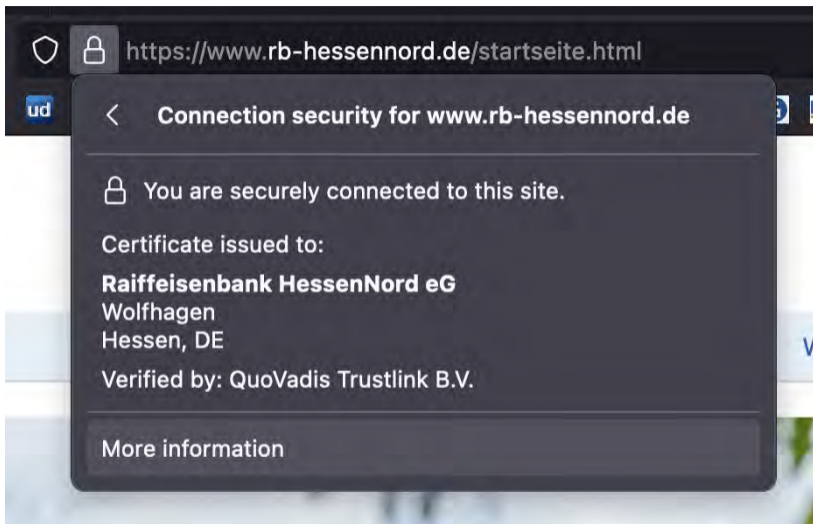 https://www.rb-hessennord.de/startseite.html
ud
Connection security for www.rb-hessennord.de
You are securely connected to this site.
Certificate issued to:
Raiffeisenbank HessenNord eG
Wolfhagen
Hessen, DE
Verified by: QuoVadis Trustlink B.V.
More information